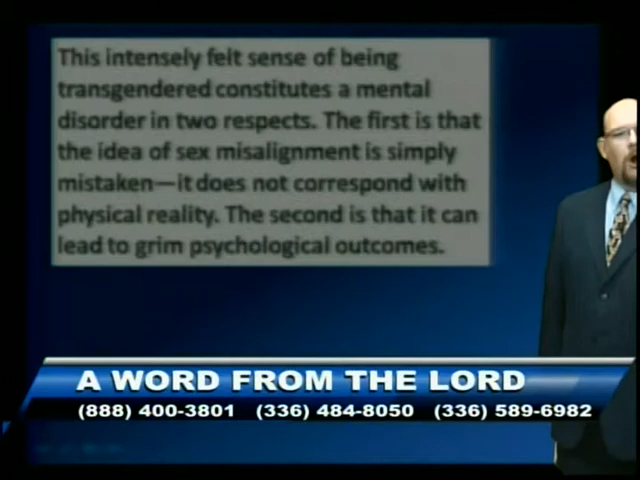 This intensely felt sense of being
transgendered constitutes a mental
disorder in two respects. The first is that
the idea of sex misalignment is simply
mistaken—it does not correspond with
physical reality. The second is that it can
lead to grim psychological outcomes.
A WORD FROM THE LORD
(888) 400-3801 (336) 484-8050 (336) 589-6982